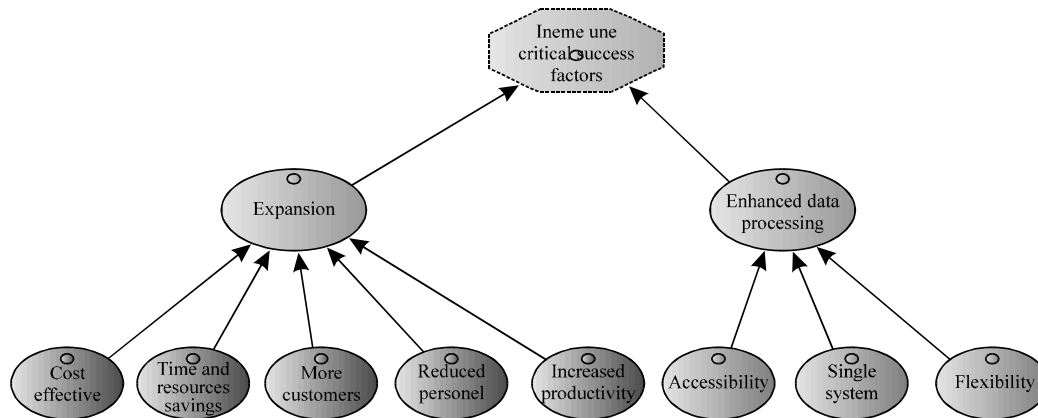 Ineme une
critical success
factors
Expansion
Enhanced data
processing
Cost
effective
Time and
resources
savings
More
customers
Reduced
personel
Increased
productivity
Accessibility
Single
system
Flexibility